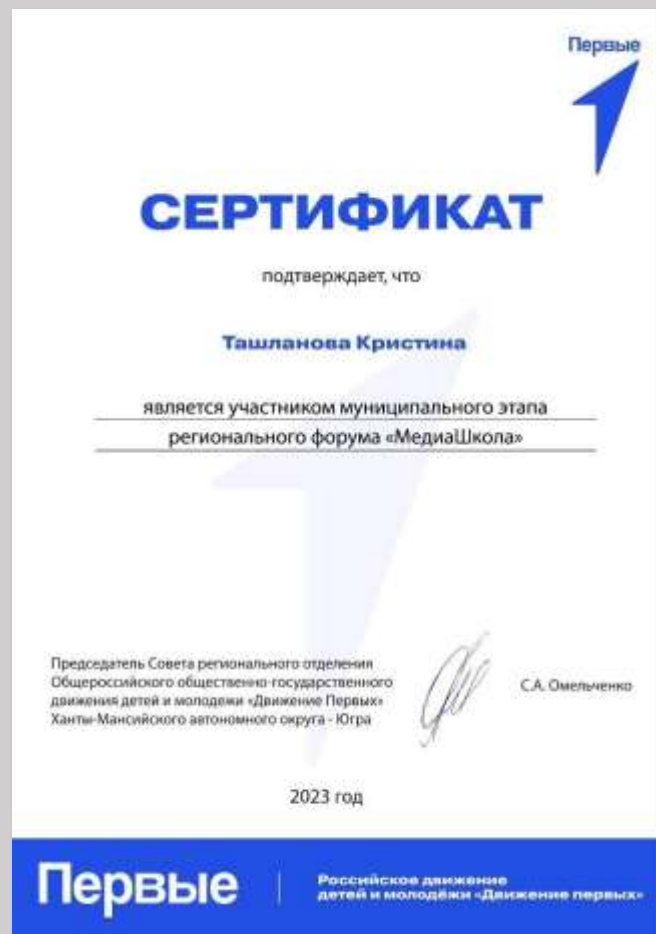 Первые
СЕРТИФИКАТ
подтверждает, что
Ташланова Кристина
является участником муниципального этапа
регионального форума «МедиаШкола»
Председатель Совета регионального отделения
Общероссийского общественно-государственного
движения детей и молодежи «Движение Первых»
Ханты-Мансийского автономного округа - Югра
С.А. Омельченко
2023 год
Первые
Российское движение
детей и молодёжи «Движение первых»